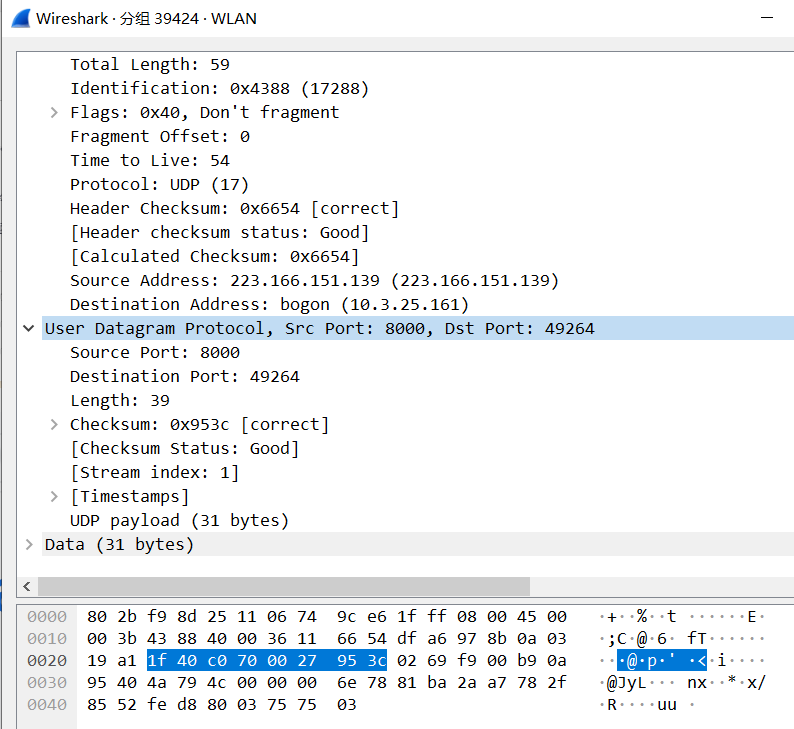 Wireshark · 分组 39424 · WLAN
Total Length: 59
Identification: 0x4388 (17288)
Flags: 0x40, Don't fragment
Fragment Offset: 0
Time to Live: 54
Protocol: UDP (17)
Header Checksum: 0x6654 [correct]
[Header checksum status: Good]
[Calculated Checksum: 0x6654]
Source Address: 223.166.151.139 (223.166.151.139)
Destination Address: bogon (10.3.25.161)
User Datagram Protocol, Src Port: 8000, Dst Port: 49264
Source Port: 8000
Destination Port: 49264
Length: 39
Checksum: 0x953c [correct]
[Checksum Status: Good]
[Stream index: 1]
[Timestamps]
UDP payload (31 bytes)
Data (31 bytes)
0000 80 2b f9 8d 25 11 06 74 9c e6 1f ff 08 00 45 00 ·+··%··t ······E·
0010 00 3b 43 88 40 00 36 11 66 54 df a6 97 8b 0a 03 ·;C·@·6· fT······
0020 19 a1 1f 40 c0 70 00 27 95 3c 02 69 f9 00 b9 0a ···@·p·' ·<·i····
0030 95 40 4a 79 4c 00 00 00 6e 78 81 ba 2a a7 78 2f ·@JyL··· nx··*·x/
0040 85 52 fe d8 80 03 75 75 03 ·R····uu ·